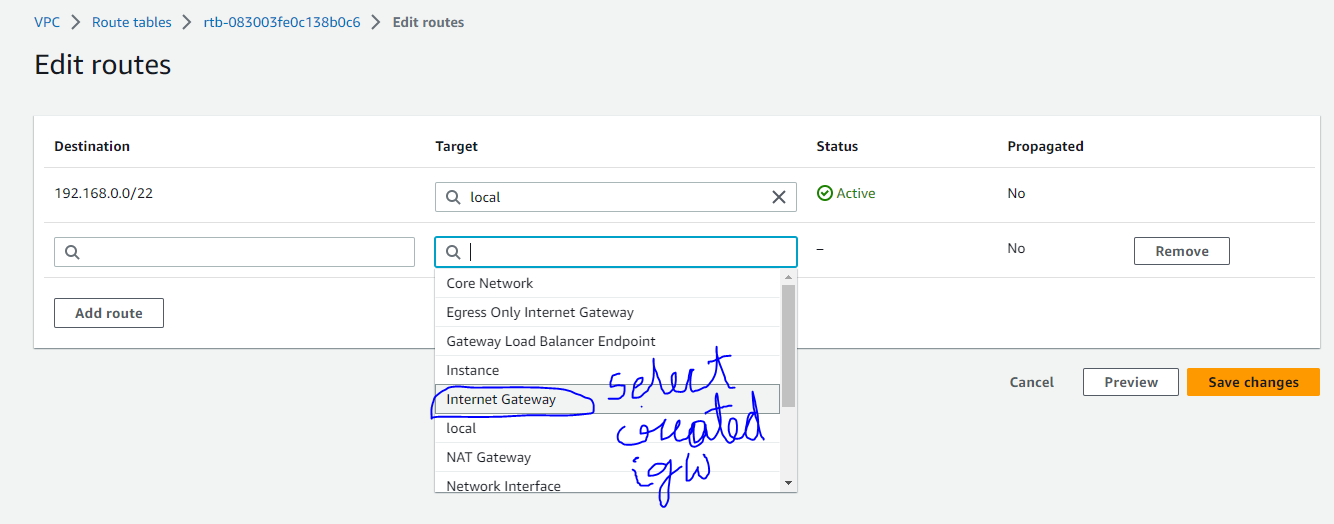 VPC > Route tables > rtb-083003fe0c138b0c6 > Edit routes
Edit routes
Destination Target Status Propagated
192.168.0.0/22 local Active No
– No Remove
Core Network
Egress Only Internet Gateway
Add route
Gateway Load Balancer Endpoint
Instance
Internet Gateway
local
NAT Gateway
Network Interface
select
created
igw
Cancel Preview Save changes